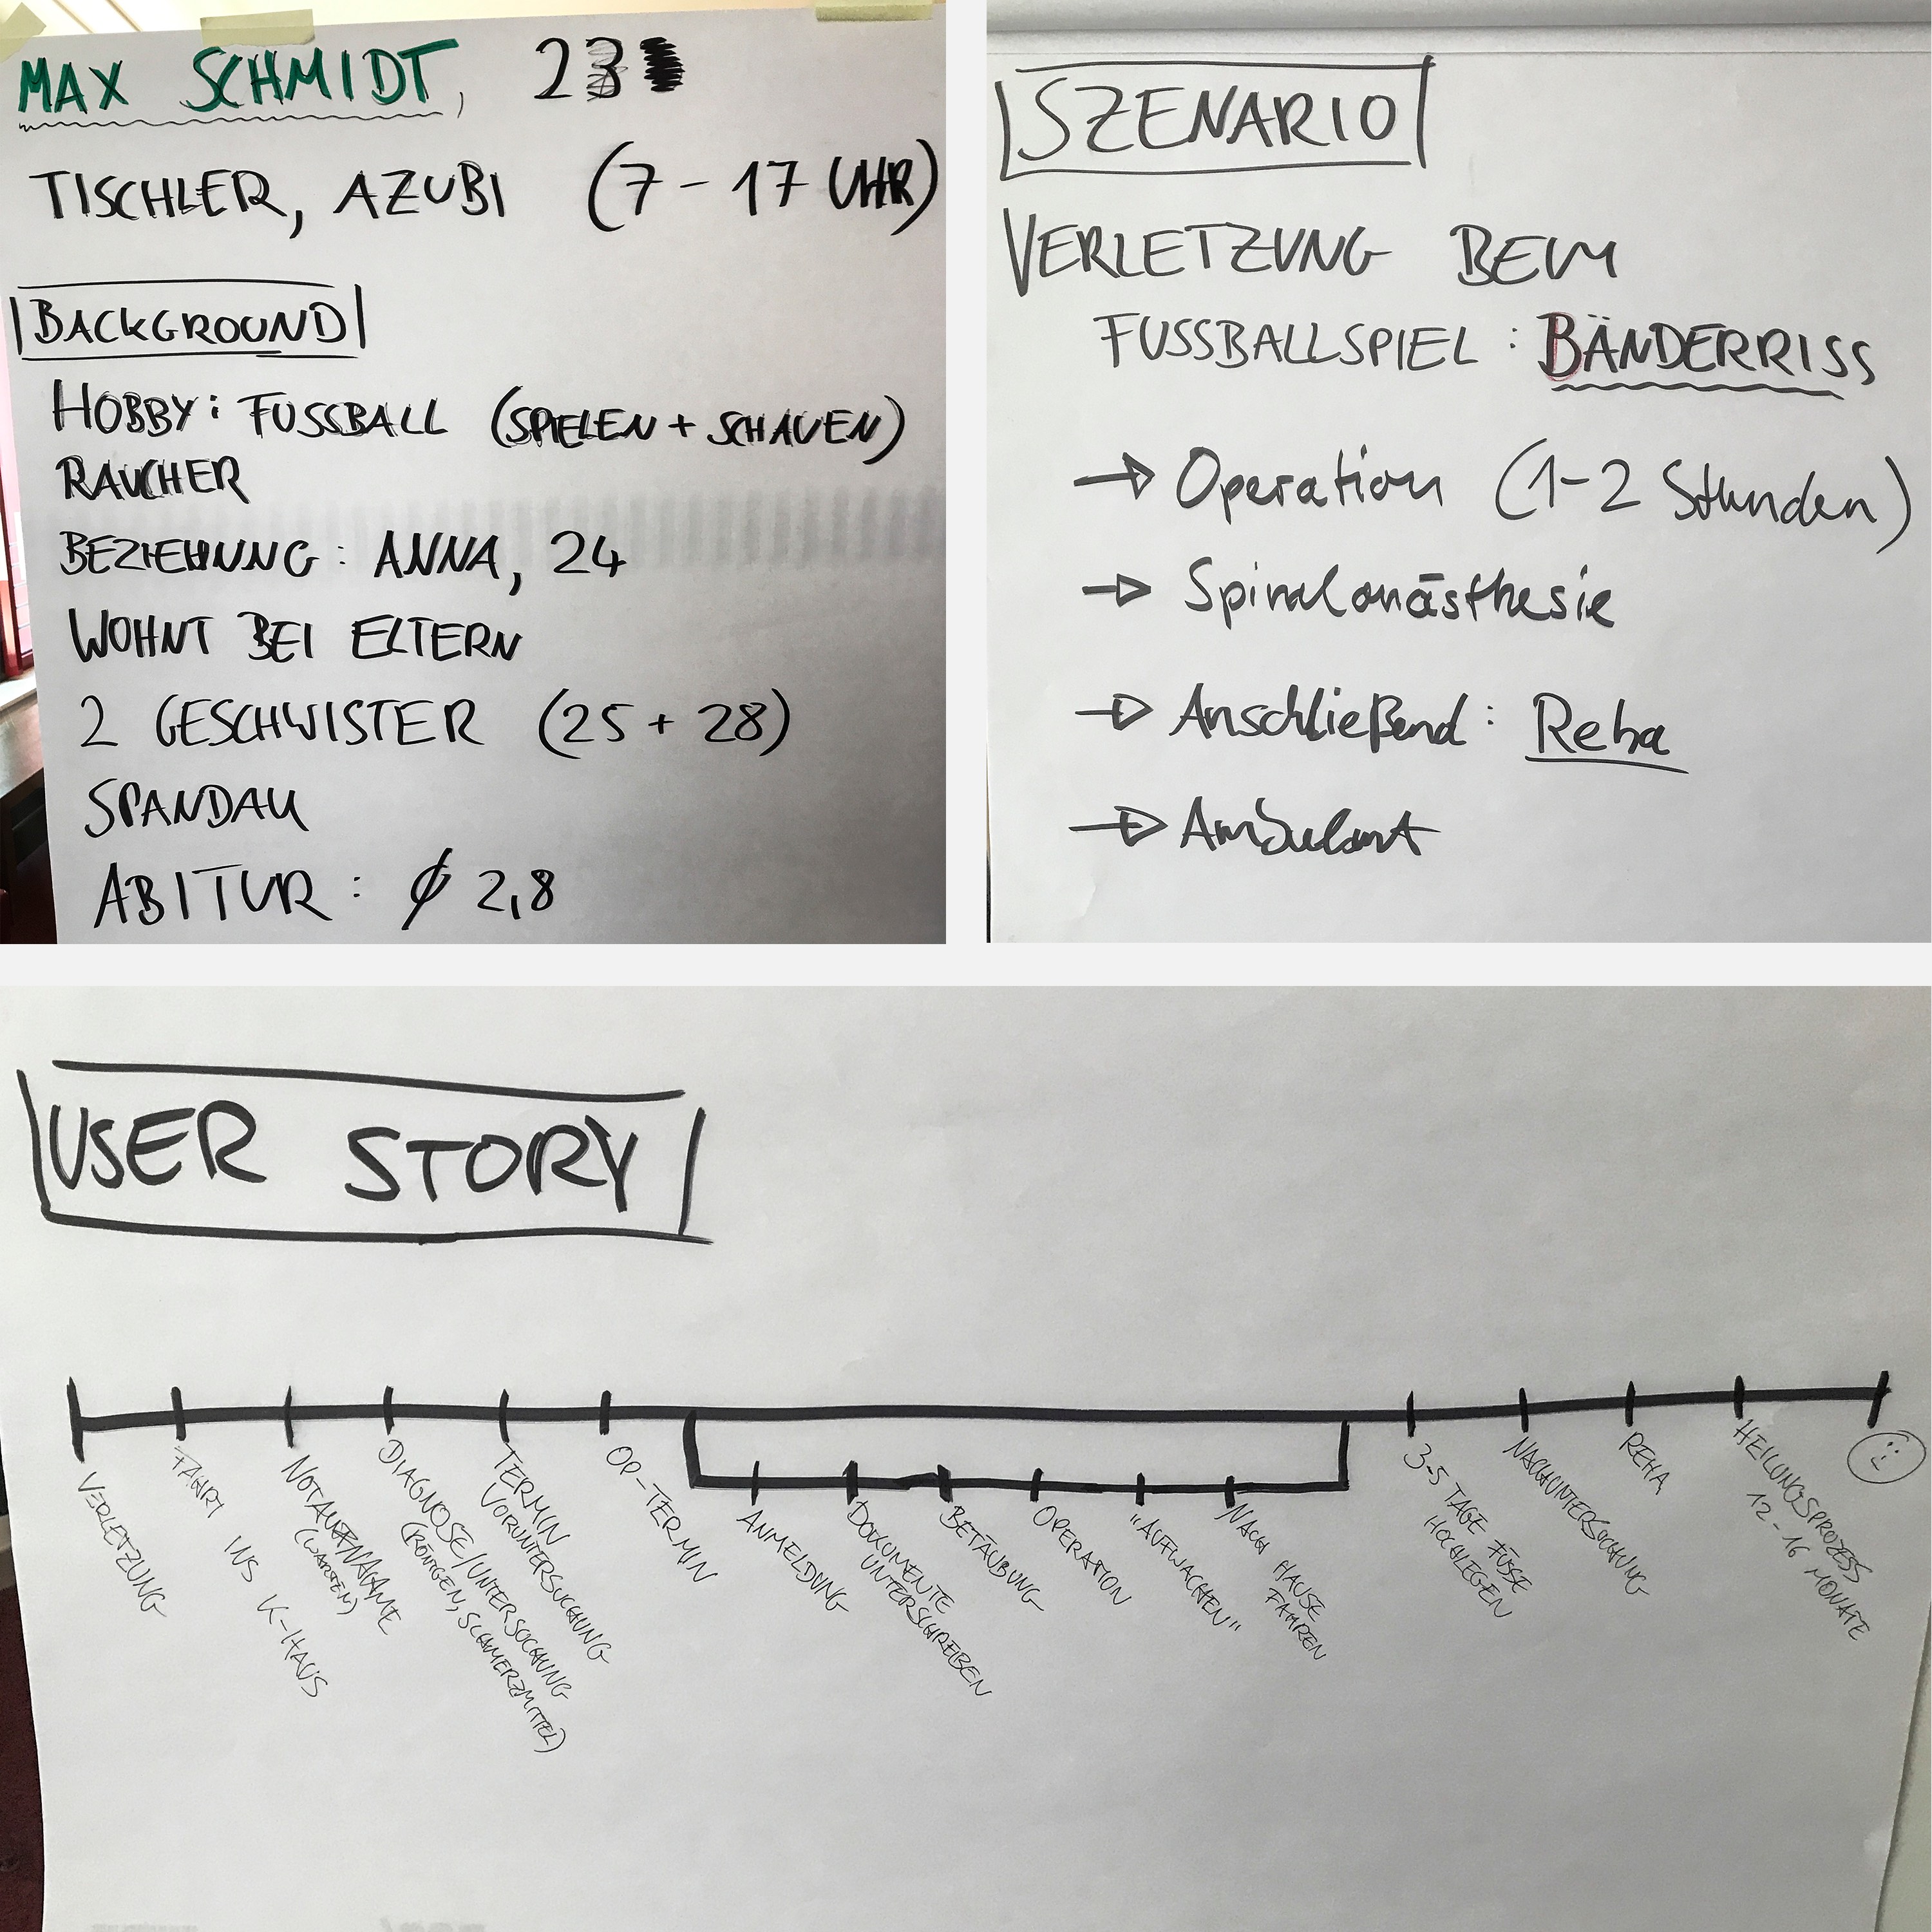 MAX SCHMIDT, 23
TISCHLER, AZUBI (7-17 UHR)
BACKGROUND
HOBBY: FUSSBALL (SPIELEN + SCHAUEN)
RAUCHER
BEZIEHUNG: ANNA, 24
WOHNT BEI ELTERN
2 GESCHWISTER (25 + 28)
SPANDAU
ABITUR: Ø 2,8
SZENARIO
VERLETZUNG BEIM
FUSSBALLSPIEL: BÄNDERRISS
→ Operation (1-2 Stunden)
→ Spinalanästhesie
→ Anschließend: Reha
→ Ambulant
USER STORY
VERLETZUNG
FAHRT INS K-HAUS
NOTAUFNAHME
(WARTEN)
DIAGNOSE/UNTERSUCHUNG
(RÖNTGEN, SCHMERZMITTEL)
TERMIN
VORUNTERSUCHUNG
OP-TERMIN
ANMELDUNG
DOKUMENTE
UNTERSCHREIBEN
BETÄUBUNG
OPERATION
"AUFWACHEN"
NACH HAUSE
FAHREN
3-5 TAGE FÜSSE
HOCHLEGEN
NACHUNTERSUCHUNG
REHA
HEILUNGSPROZESS
12-16 MONATE